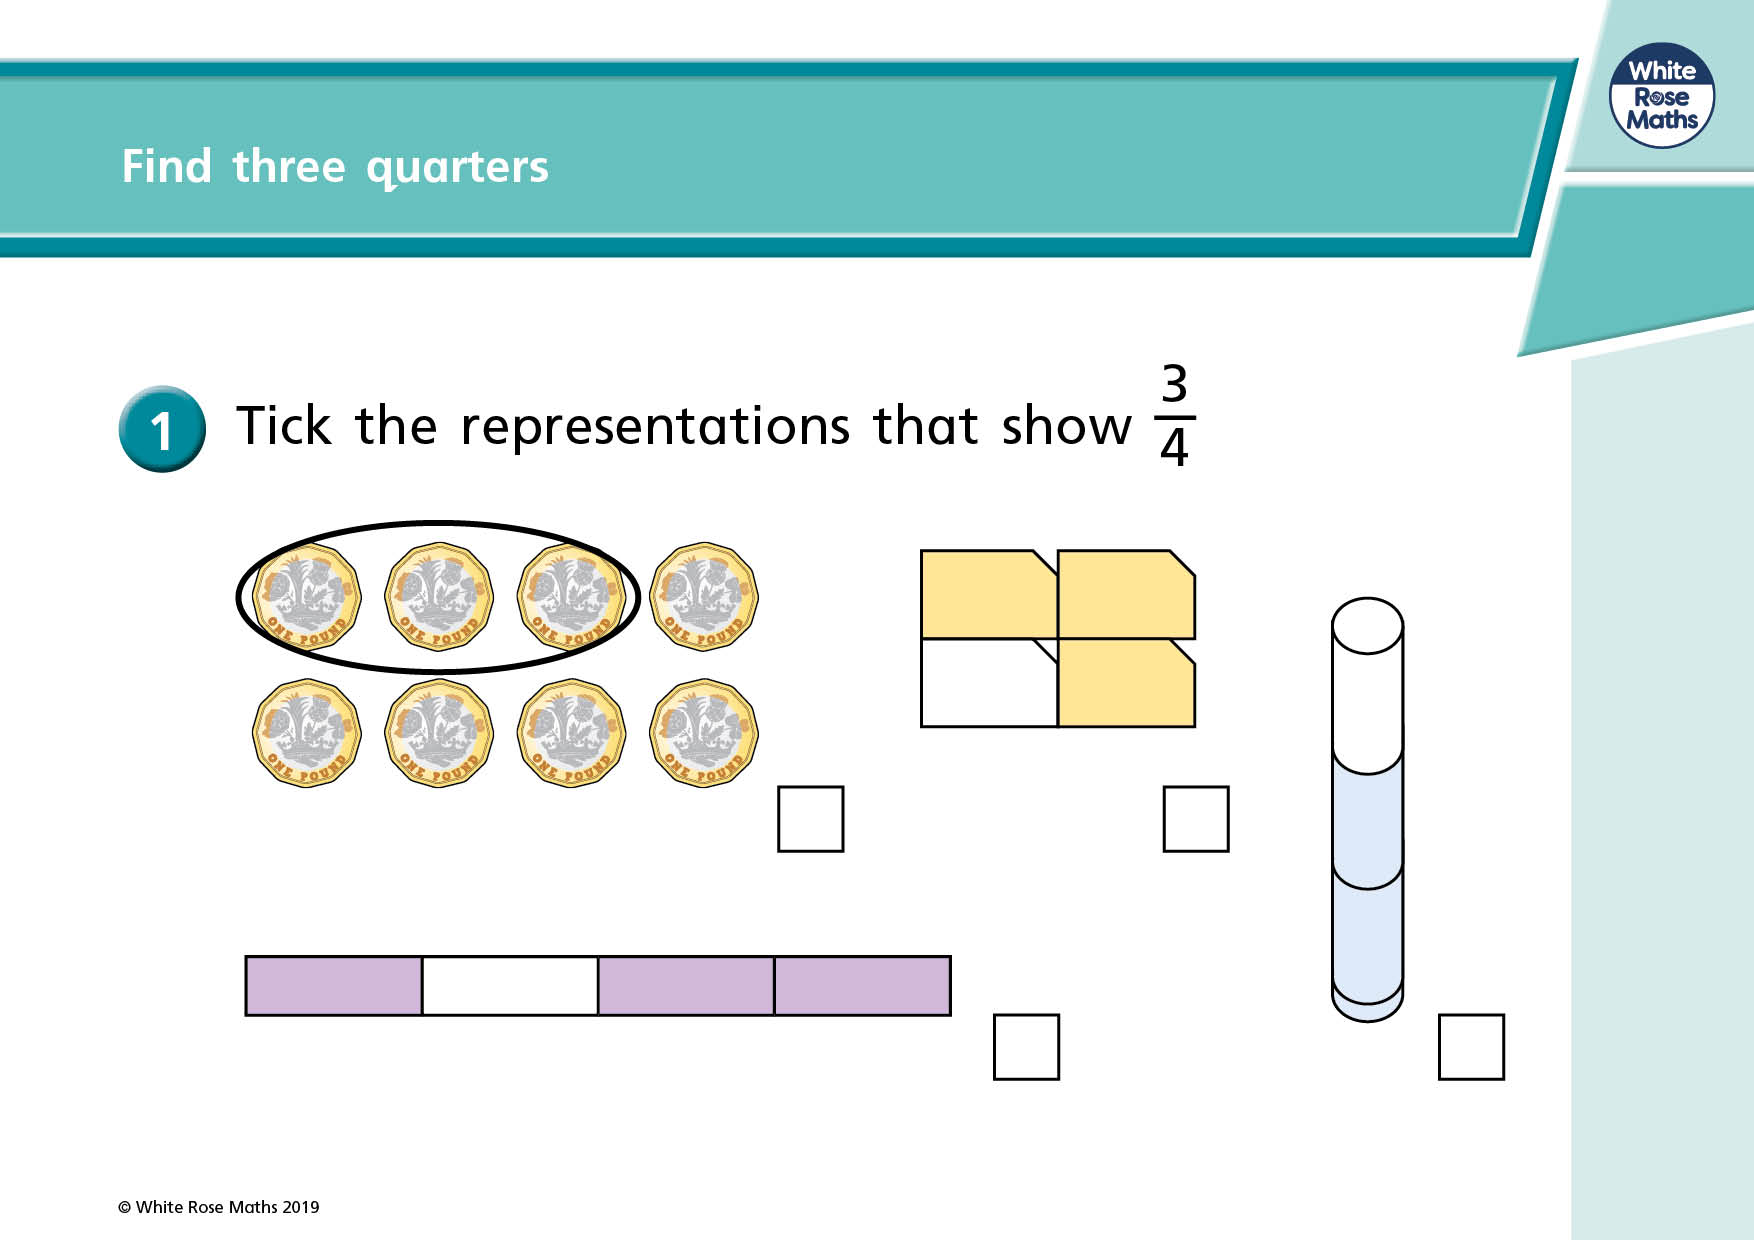 White
Rose
Maths
Find three quarters
1 Tick the representations that show 3/4
ONE POUND ONE POUND ONE POUND ONE POUND
ONE POUND ONE POUND ONE POUND ONE POUND
© White Rose Maths 2019